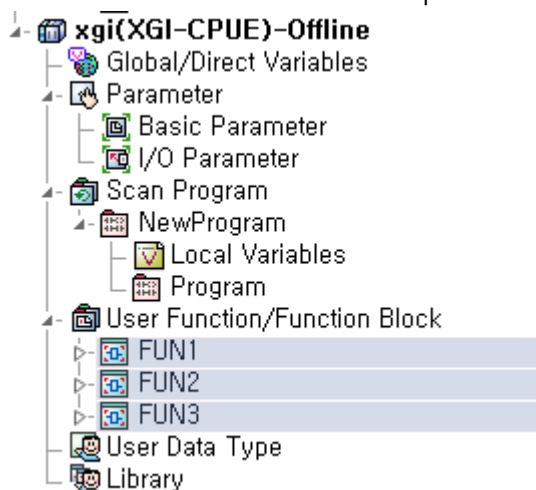 xgi(XGI-CPUE)-Offline
Global/Direct Variables
Parameter
Basic Parameter
I/O Parameter
Scan Program
NewProgram
Local Variables
Program
User Function/Function Block
FUN1
FUN2
FUN3
User Data Type
Library